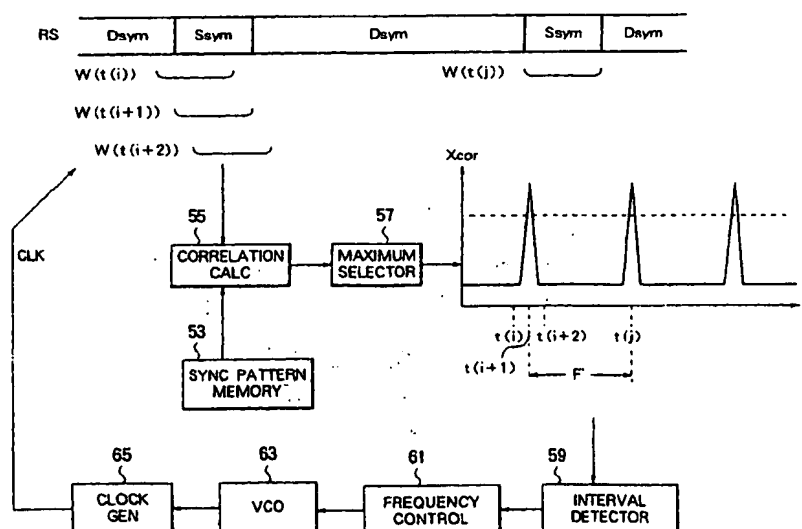 RS Dsym Ssym Dsym Ssym Dsym
W(t(i)) W(t(j))
W(t(i+1))
W(t(i+2))
Xcor
55 57
CLK
CORRELATION
CALC
MAXIMUM
SELECTOR
53
SYNC PATTERN
MEMORY
t(i) t(i+2) t(j)
t(i+1)
F
65 63 61 59
CLOCK
GEN
VCO
FREQUENCY
CONTROL
INTERVAL
DETECTOR